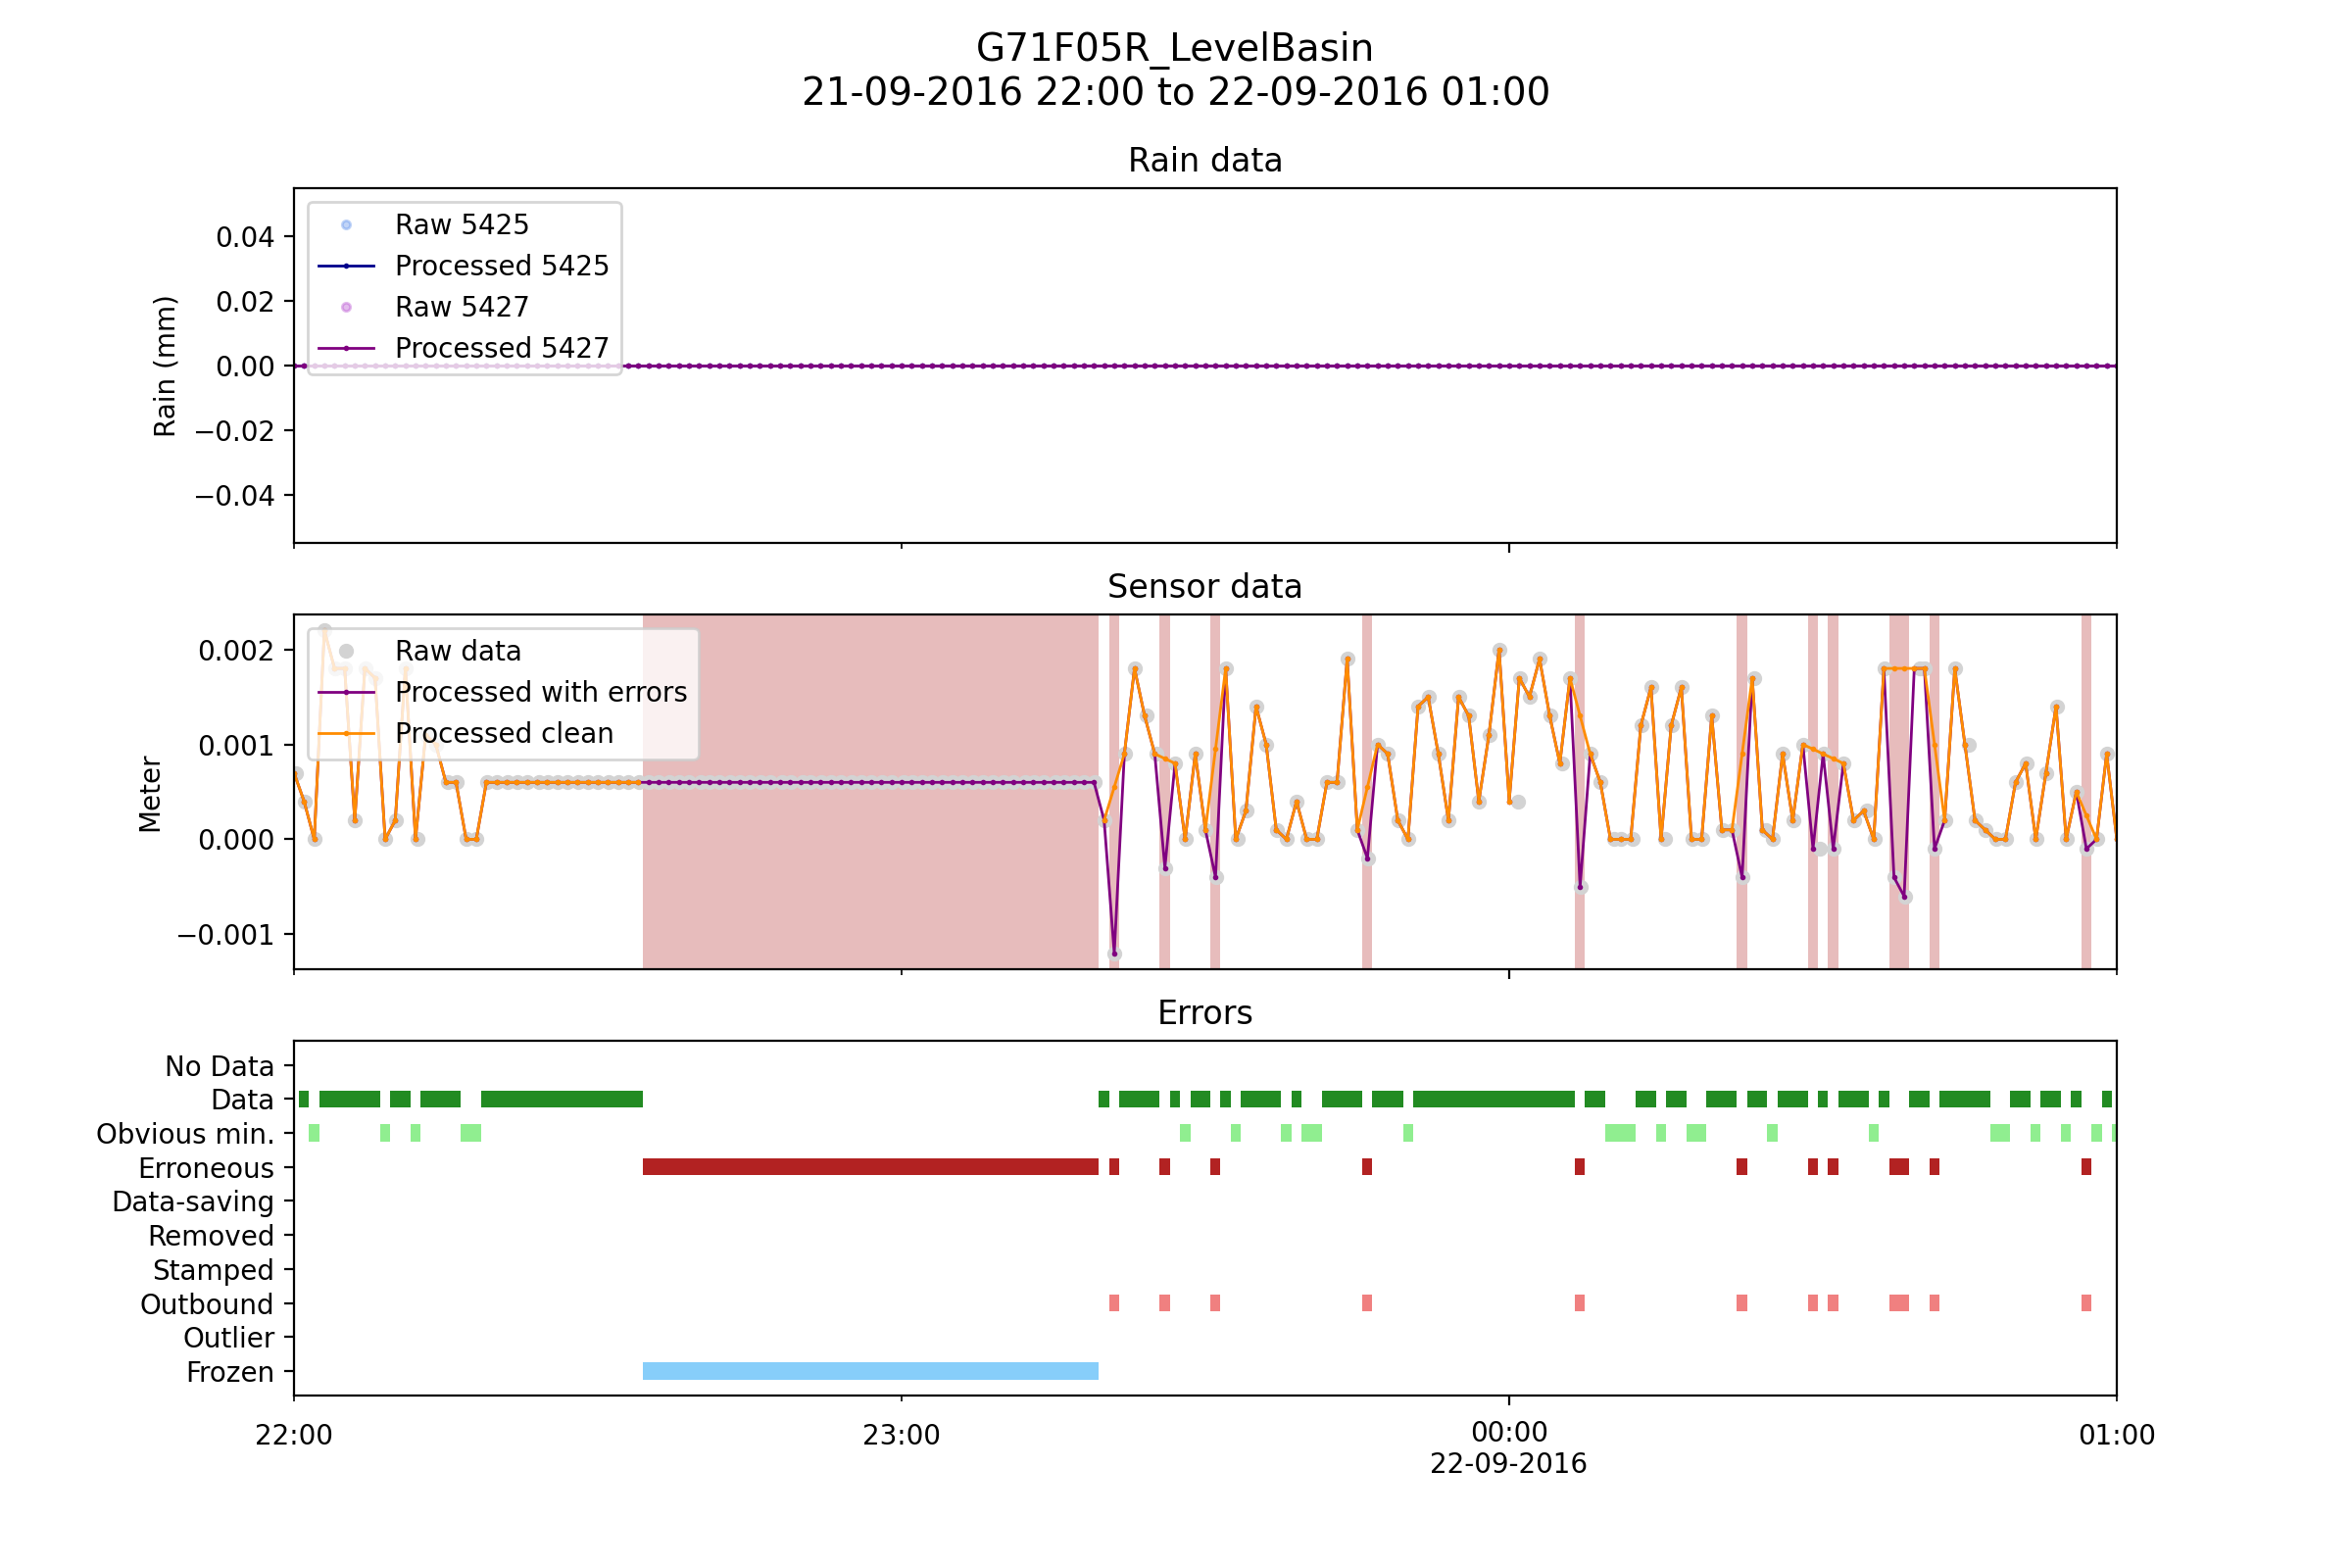 G71F05R_LevelBasin
21-09-2016 22:00 to 22-09-2016 01:00
Rain data
Rain (mm)
0.04
0.02
0.00
−0.02
−0.04
Raw 5425
Processed 5425
Raw 5427
Processed 5427
Sensor data
Meter
0.002
0.001
0.000
−0.001
Raw data
Processed with errors
Processed clean
Errors
No Data
Data
Obvious min.
Erroneous
Data-saving
Removed
Stamped
Outbound
Outlier
Frozen
22:00
23:00
00:00
22-09-2016
01:00